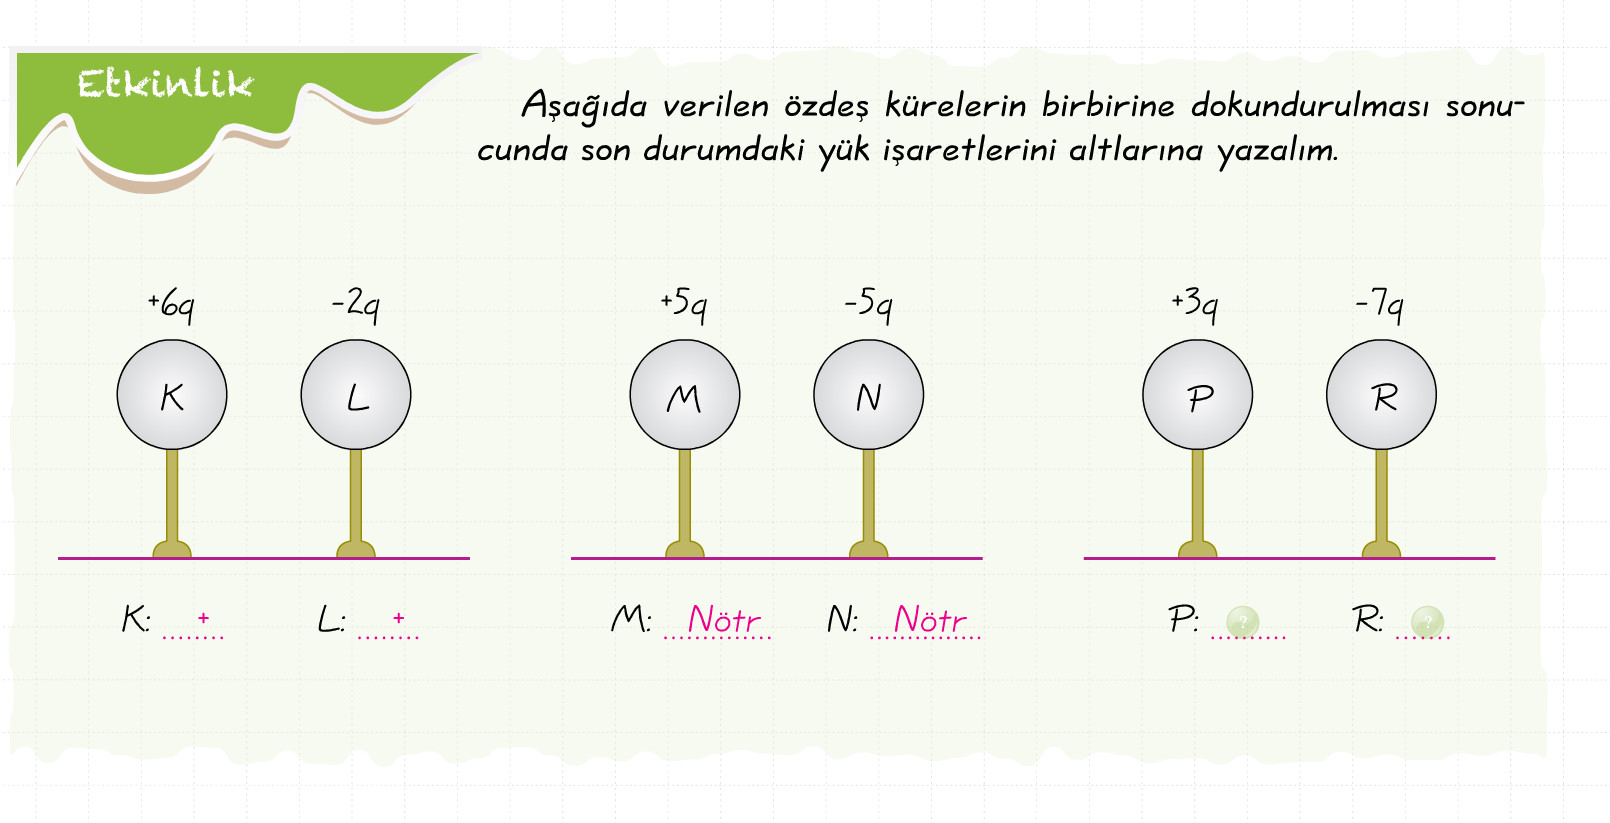 Etkinlik
Aşağıda verilen özdeş kürelerin birbirine dokundurulması sonu-
cunda son durumdaki yük işaretlerini altlarına yazalım.
+6q -2q +5q -5q +3q -7q
K L M N P R
K: + L: + M: Nötr N: Nötr P: ? R: ?